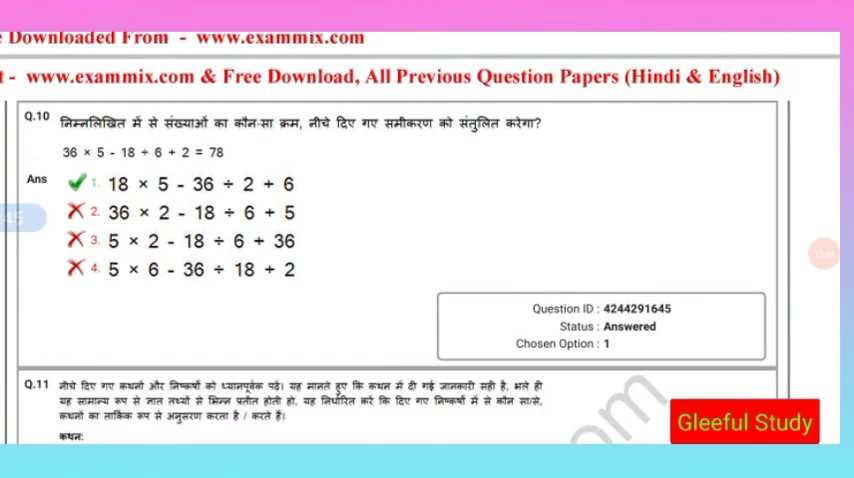 Downloaded From - www.exammix.com
- www.exammix.com & Free Download, All Previous Question Papers (Hindi & English)
Q.10 निम्नलिखित में से संख्याओं का कौन-सा क्रम, नीचे दिए गए समीकरण को संतुलित करेगा?
36 × 5 - 18 ÷ 6 + 2 = 78
Ans 1. 18 × 5 - 36 ÷ 2 + 6
2. 36 × 2 - 18 ÷ 6 + 5
3. 5 × 2 - 18 ÷ 6 + 36
4. 5 × 6 - 36 ÷ 18 + 2
Question ID : 4244291645
Status : Answered
Chosen Option : 1
Q.11 नीचे दिए गए कथनों और निष्कर्षों को ध्यानपूर्वक पढ़ें। यह मानते हुए कि कथन में दी गई जानकारी सही है, भले ही
यह सामान्य रूप से ज्ञात तथ्यों से भिन्न प्रतीत होती हो, यह निर्धारित करें कि दिए गए निष्कर्षों में से कौन सा/से,
कथनों का तार्किक रूप से अनुसरण करता है / करते हैं।
कथन:
om
Gleeful Study